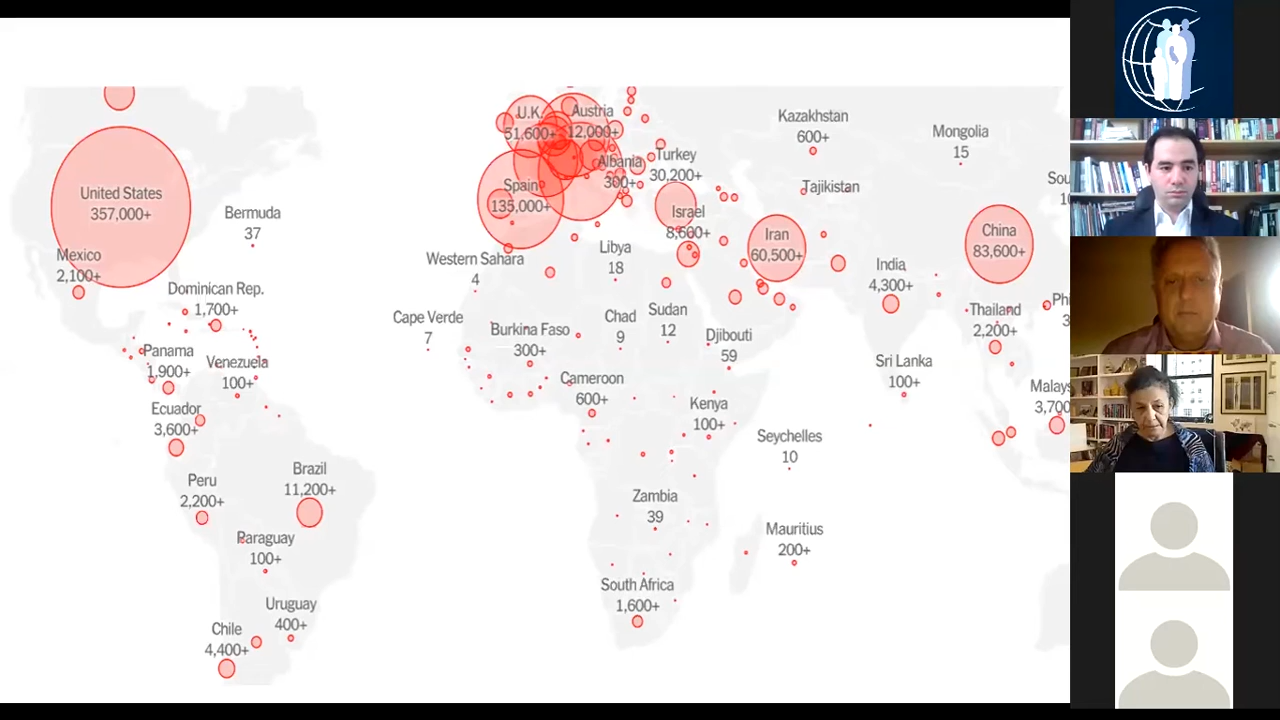 U.K.
51,600+
Austria
12,000+
Kazakhstan
600+
Mongolia
15
Albania
300+
Turkey
30,200+
United States
357,000+
Spain
135,000+
Tajikistan
Bermuda
37
Israel
8,600+
Iran
60,500+
China
83,600+
Mexico
2,100+
Western Sahara
4
Libya
18
India
4,300+
Dominican Rep.
1,700+
Cape Verde
7
Burkina Faso
300+
Chad
9
Sudan
12
Djibouti
59
Thailand
2,200+
Panama
1,900+
Venezuela
100+
Cameroon
600+
Sri Lanka
100+
Ecuador
3,600+
Kenya
100+
Malays
3,700
Seychelles
10
Peru
2,200+
Brazil
11,200+
Zambia
39
Mauritius
200+
Paraguay
100+
South Africa
1,600+
Uruguay
400+
Chile
4,400+